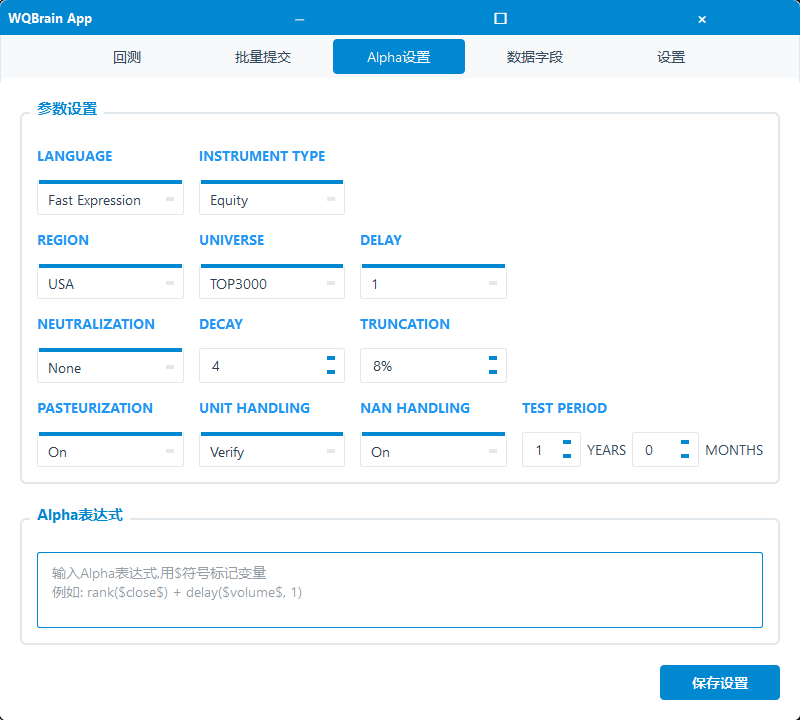 WQBrain App
回测 批量提交 Alpha设置 数据字段 设置
参数设置
LANGUAGE INSTRUMENT TYPE
Fast Expression Equity
REGION UNIVERSE DELAY
USA TOP3000 1
NEUTRALIZATION DECAY TRUNCATION
None 4 8%
PASTEURIZATION UNIT HANDLING NAN HANDLING TEST PERIOD
On Verify On 1 YEARS 0 MONTHS
Alpha表达式
输入Alpha表达式,用$符号标记变量
例如: rank($close$) + delay($volume$, 1)
保存设置